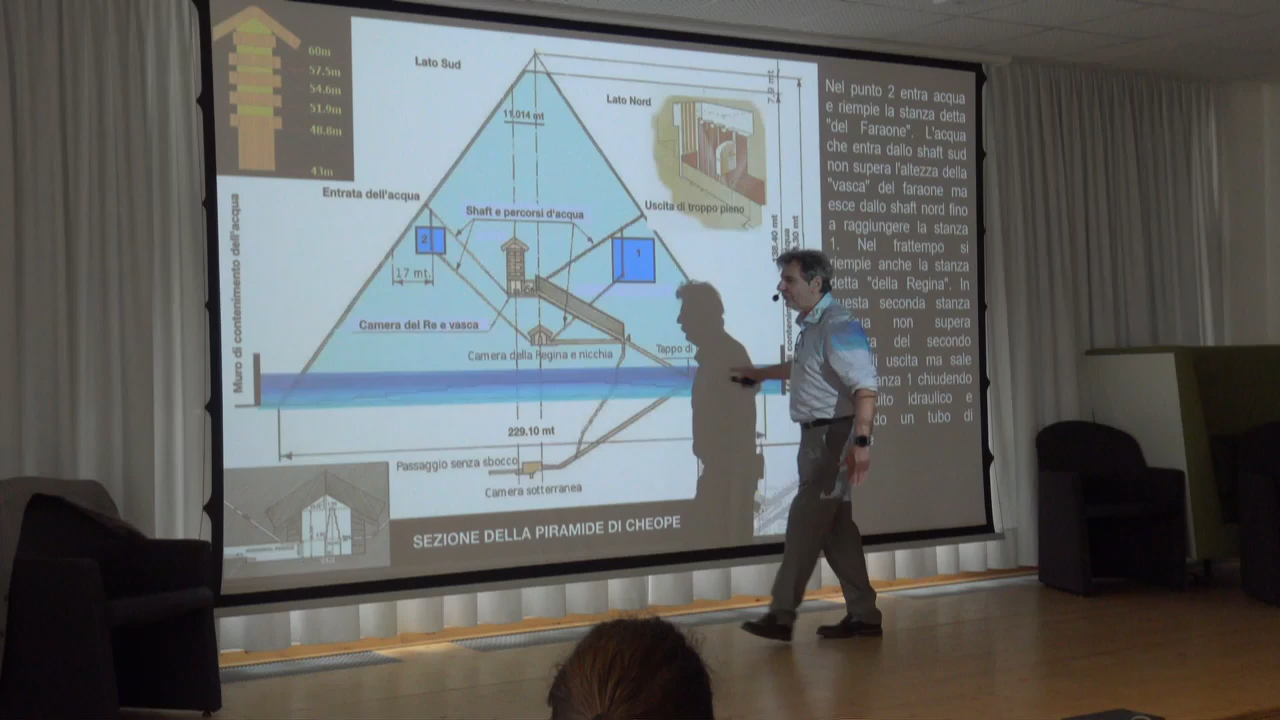 60m
57.5m
54.6m
51.9m
48.8m
43m
Lato Sud
11.014 mt
Lato Nord
7.9 mt
Entrata dell'acqua
Shaft e percorsi d'acqua
Uscita di troppo pieno
2
1
17 mt.
Muro di contenimento dell'acqua
Camera del Re e vasca
Camera della Regina e nicchia
Tappo di
229.10 mt
Passaggio senza sbocco
Camera sotterranea
SEZIONE DELLA PIRAMIDE DI CHEOPE
Nel punto 2 entra acqua
e riempie la stanza detta
"del Faraone". L'acqua
che entra dallo shaft sud
non supera l'altezza della
"vasca" del faraone ma
esce dallo shaft nord fino
a raggiungere la stanza
1. Nel frattempo si
riempie anche la stanza
detta "della Regina". In
questa seconda stanza
non supera
del secondo
uscita ma sale
1 chiudendo
idraulico e
un tubo di